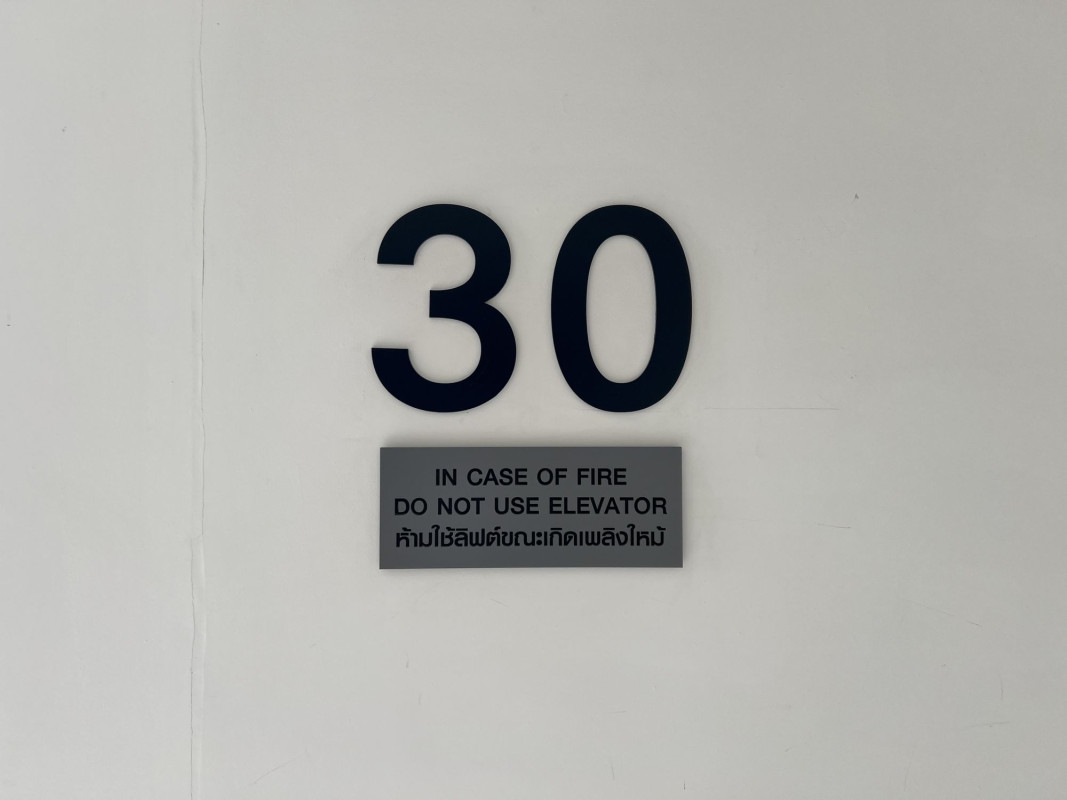 30
IN CASE OF FIRE
DO NOT USE ELEVATOR
ห้ามใช้ลิฟต์ขณะเกิดเพลิงใหม้